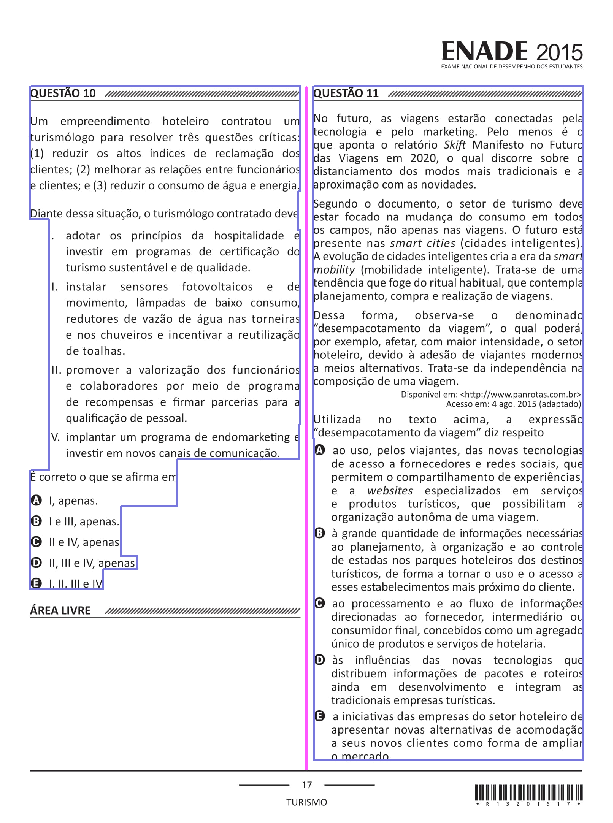 ENADE 2015
EXAME NACIONAL DE DESEMPENHO DOS ESTUDANTES
QUESTÃO 10
Um empreendimento hoteleiro contratou um
turismólogo para resolver três questões críticas:
(1) reduzir os altos índices de reclamação dos
clientes; (2) melhorar as relações entre funcionários
e clientes; e (3) reduzir o consumo de água e energia.
Diante dessa situação, o turismólogo contratado deve
. adotar os princípios da hospitalidade e
investir em programas de certificação do
turismo sustentável e de qualidade.
I. instalar sensores fotovoltaicos e de
movimento, lâmpadas de baixo consumo,
redutores de vazão de água nas torneiras
e nos chuveiros e incentivar a reutilização
de toalhas.
II. promover a valorização dos funcionários
e colaboradores por meio de programa
de recompensas e firmar parcerias para a
qualificação de pessoal.
V. implantar um programa de endomarketing e
investir em novos canais de comunicação.
É correto o que se afirma em
A I, apenas.
B I e III, apenas.
C II e IV, apenas
D II, III e IV, apenas
E I, II, III e IV
ÁREA LIVRE
QUESTÃO 11
No futuro, as viagens estarão conectadas pela
tecnologia e pelo marketing. Pelo menos é o
que aponta o relatório Skift Manifesto no Futuro
das Viagens em 2020, o qual discorre sobre o
distanciamento dos modos mais tradicionais e a
aproximação com as novidades.
Segundo o documento, o setor de turismo deve
estar focado na mudança do consumo em todos
os campos, não apenas nas viagens. O futuro está
presente nas smart cities (cidades inteligentes).
A evolução de cidades inteligentes cria a era da smart
mobility (mobilidade inteligente). Trata-se de uma
tendência que foge do ritual habitual, que contempla
planejamento, compra e realização de viagens.
Dessa forma, observa-se o denominado
“desempacotamento da viagem”, o qual poderá,
por exemplo, afetar, com maior intensidade, o setor
hoteleiro, devido à adesão de viajantes modernos
a meios alternativos. Trata-se da independência na
composição de uma viagem.
Disponível em: <http://www.panrotas.com.br>
Acesso em: 4 ago. 2015 (adaptado)
Utilizada no texto acima, a expressão
“desempacotamento da viagem” diz respeito
A ao uso, pelos viajantes, das novas tecnologias
de acesso a fornecedores e redes sociais, que
permitem o compartilhamento de experiências,
e a websites especializados em serviços
e produtos turísticos, que possibilitam a
organização autonôma de uma viagem.
B à grande quantidade de informações necessárias
ao planejamento, à organização e ao controle
de estadas nos parques hoteleiros dos destinos
turísticos, de forma a tornar o uso e o acesso a
esses estabelecimentos mais próximo do cliente.
C ao processamento e ao fluxo de informações
direcionadas ao fornecedor, intermediário ou
consumidor final, concebidos como um agregado
único de produtos e serviços de hotelaria.
D às influências das novas tecnologias que
distribuem informações de pacotes e roteiros
ainda em desenvolvimento e integram as
tradicionais empresas turísticas.
E a iniciativas das empresas do setor hoteleiro de
apresentar novas alternativas de acomodação
a seus novos clientes como forma de ampliar
o mercado
17
TURISMO
*R1320151 7*